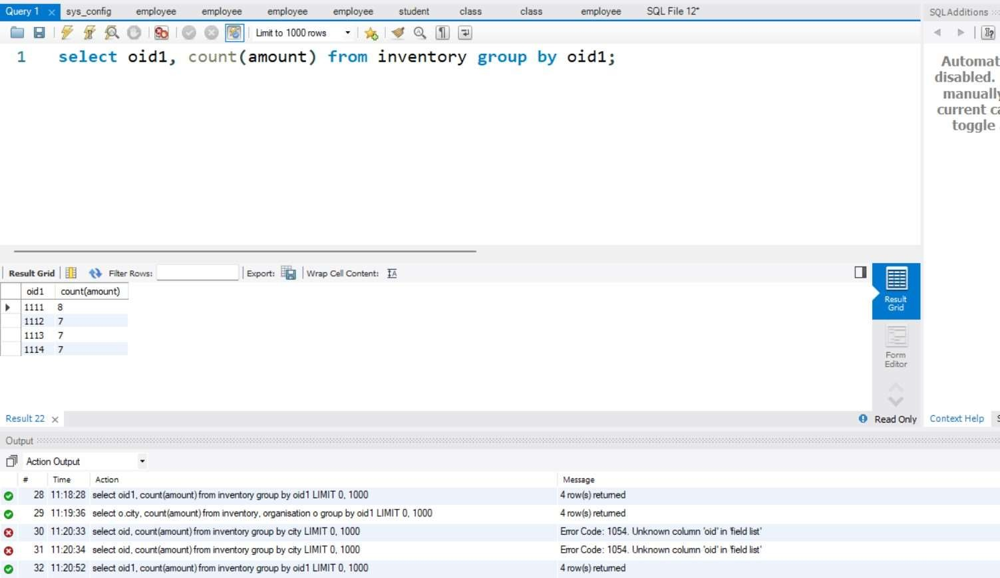 Query 1 sys_config employee employee employee employee student class class employee SQL File 12*
SQLAdditions
Limit to 1000 rows
1 select oid1, count(amount) from inventory group by oid1;
Automat
disabled.
manually
current ca
toggle
Result Grid Filter Rows: Export: Wrap Cell Content:
oid1 count(amount)
1111 8
1112 7
1113 7
1114 7
Result
Grid
Form
Editor
Result 22
Read Only
Context Help S
Output
Action Output
# Time Action Message
28 11:18:28 select oid1, count(amount) from inventory group by oid1 LIMIT 0, 1000 4 row(s) returned
29 11:19:36 select o.city, count(amount) from inventory, organisation o group by oid1 LIMIT 0, 1000 4 row(s) returned
30 11:20:33 select oid, count(amount) from inventory group by city LIMIT 0, 1000 Error Code: 1054. Unknown column 'oid' in 'field list'
31 11:20:34 select oid, count(amount) from inventory group by city LIMIT 0, 1000 Error Code: 1054. Unknown column 'oid' in 'field list'
32 11:20:52 select oid1, count(amount) from inventory group by oid1 LIMIT 0, 1000 4 row(s) returned